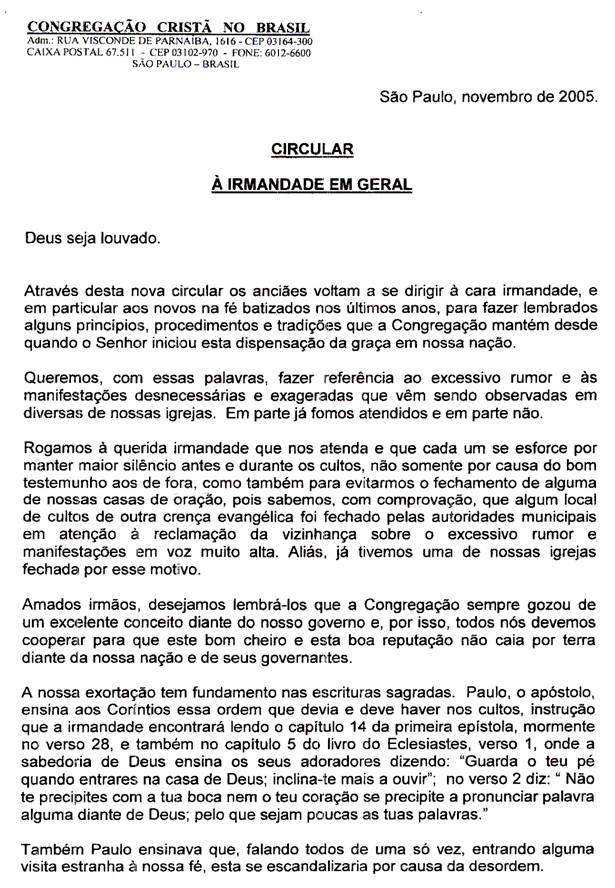 CONGREGAÇÃO CRISTÃ NO BRASIL
Adm.: RUA VISCONDE DE PARNAÍBA, 1616 - CEP 03164-300
CAIXA POSTAL 67.511 - CEP 03102-970 - FONE: 6012-6600
SÃO PAULO – BRASIL
São Paulo, novembro de 2005.
CIRCULAR
À IRMANDADE EM GERAL
Deus seja louvado.
Através desta nova circular os anciães voltam a se dirigir à cara irmandade, e
em particular aos novos na fé batizados nos últimos anos, para fazer lembrados
alguns princípios, procedimentos e tradições que a Congregação mantém desde
quando o Senhor iniciou esta dispensação da graça em nossa nação.
Queremos, com essas palavras, fazer referência ao excessivo rumor e às
manifestações desnecessárias e exageradas que vêm sendo observadas em
diversas de nossas igrejas. Em parte já fomos atendidos e em parte não.
Rogamos à querida irmandade que nos atenda e que cada um se esforce por
manter maior silêncio antes e durante os cultos, não somente por causa do bom
testemunho aos de fora, como também para evitarmos o fechamento de alguma
de nossas casas de oração, pois sabemos, com comprovação, que algum local
de cultos de outra crença evangélica foi fechado pelas autoridades municipais
em atenção à reclamação da vizinhança sobre o excessivo rumor e
manifestações em voz muito alta. Aliás, já tivemos uma de nossas igrejas
fechada por esse motivo.
Amados irmãos, desejamos lembrá-los que a Congregação sempre gozou de
um excelente conceito diante do nosso governo e, por isso, todos nós devemos
cooperar para que este bom cheiro e esta boa reputação não caia por terra
diante da nossa nação e de seus governantes.
A nossa exortação tem fundamento nas escrituras sagradas. Paulo, o apóstolo,
ensina aos Coríntios essa ordem que devia e deve haver nos cultos, instrução
que a irmandade encontrará lendo o capítulo 14 da primeira epístola, mormente
no verso 28, e também no capítulo 5 do livro do Eclesiastes, verso 1, onde a
sabedoria de Deus ensina os seus adoradores dizendo: “Guarda o teu pé
quando entrares na casa de Deus; inclina-te mais a ouvir”; no verso 2 diz: “ Não
te precipites com a tua boca nem o teu coração se precipite a pronunciar palavra
alguma diante de Deus; pelo que sejam poucas as tuas palavras.”
Também Paulo ensinava que, falando todos de uma só vez, entrando alguma
visita estranha à nossa fé, esta se escandalizaria por causa da desordem.